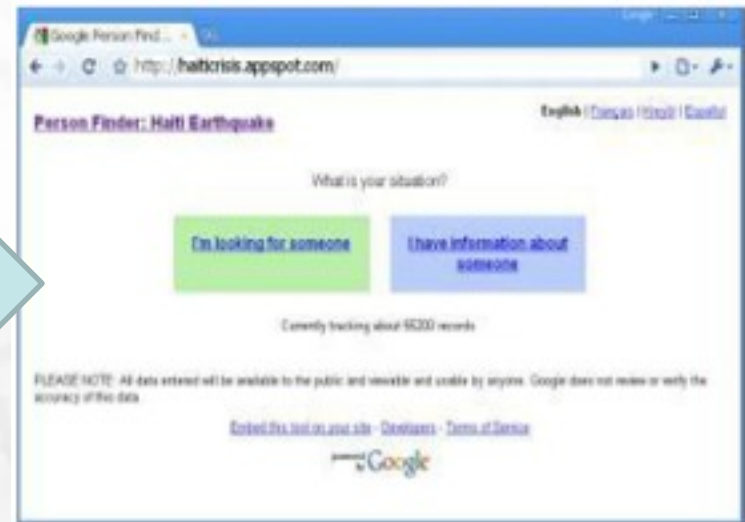 Google Person Find...
http://haiticrisis.appspot.com/
Person Finder: Haiti Earthquake
English | Français | Kreyòl | Español
What is your situation?
I'm looking for someone
I have information about
someone
Currently tracking about records
PLEASE NOTE: All data entered will be available to the public and viewable and usable by anyone. Google does not review or verify the
accuracy of this data.
Embed this tool on your site - Developers - Terms of Service
powered by Google